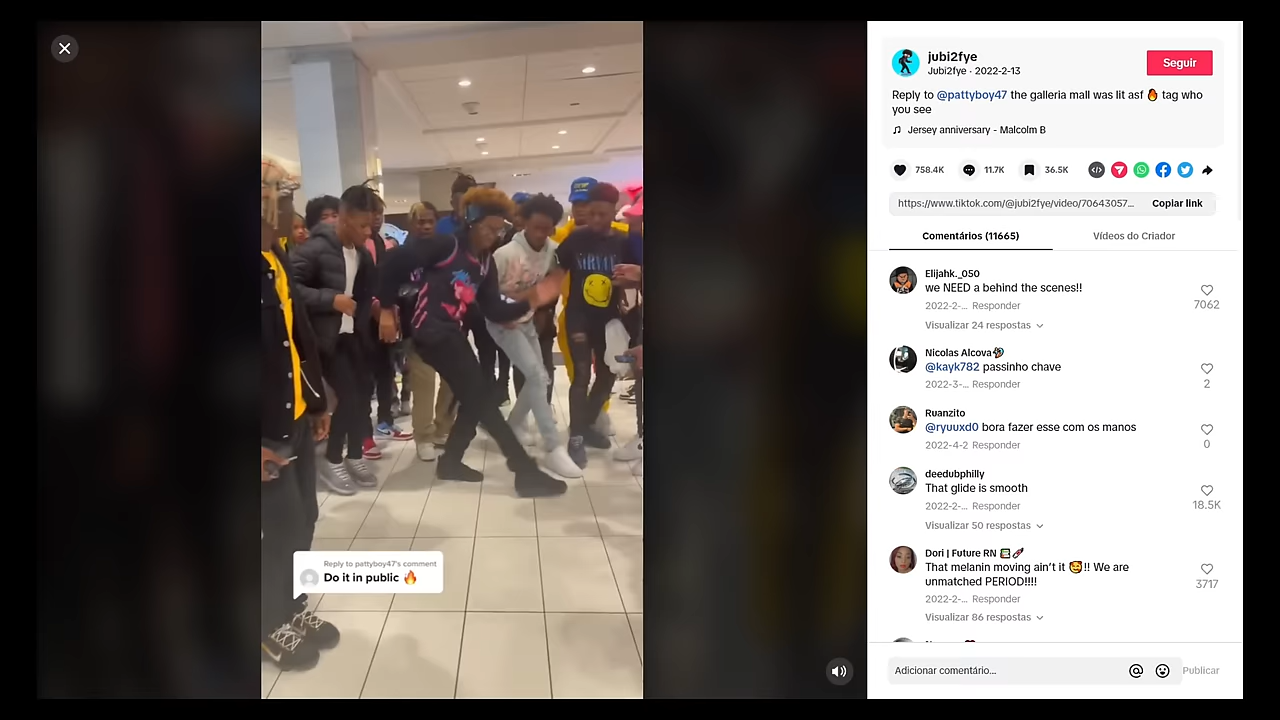 jubi2fye
Jubi2fye · 2022-2-13
Seguir
Reply to @pattyboy47 the galleria mall was lit asf 🔥 tag who
you see
Jersey anniversary - Malcolm B
758.4K
11.7K
36.5K
https://www.tiktok.com/@jubi2fye/video/70643057...
Copiar link
Comentários (11665)
Vídeos do Criador
Elijahk._050
we NEED a behind the scenes!!
2022-2-... Responder
7062
Visualizar 24 respostas
Nicolas Alcova
@kayk782 passinho chave
2022-3-... Responder
2
Ruanzito
@ryuuxd0 bora fazer esse com os manos
2022-4-2 Responder
0
deedubphilly
That glide is smooth
2022-2-... Responder
18.5K
Visualizar 50 respostas
Dori | Future RN
That melanin moving ain't it 🥰!! We are
unmatched PERIOD!!!!
2022-2-... Responder
3717
Visualizar 86 respostas
Adicionar comentário...
Publicar
Reply to pattyboy47's comment
Do it in public 🔥